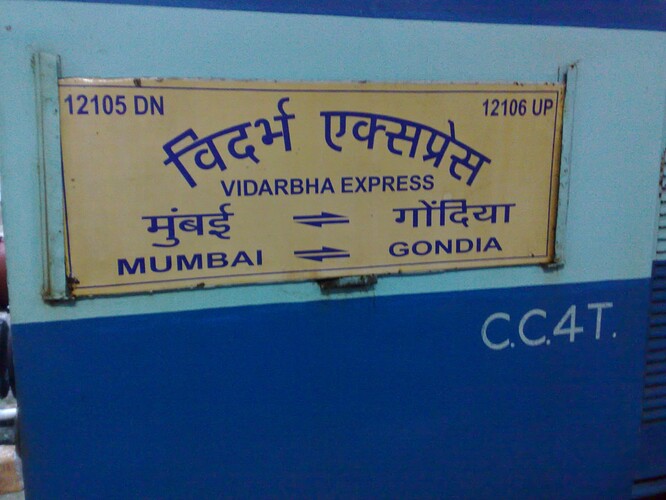 12105 DN 12106 UP
विदर्भ एक्सप्रेस
VIDARBHA EXPRESS
मुंबई ⇌ गोंदिया
MUMBAI ⇌ GONDIA
C.C.4T.